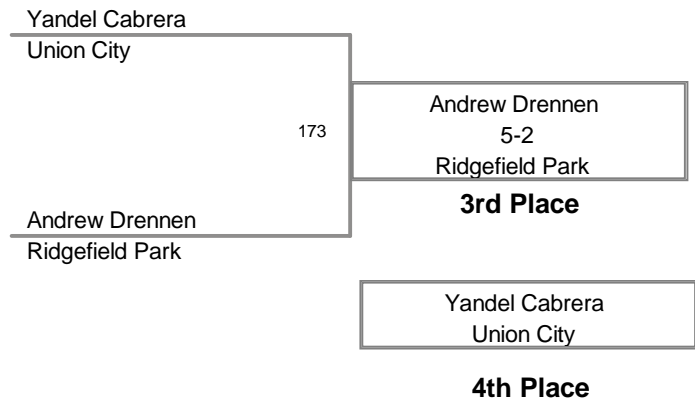 Yandel Cabrera
Union City
173
Andrew Drennen
5-2
Ridgefield Park
3rd Place
Andrew Drennen
Ridgefield Park
Yandel Cabrera
Union City
4th Place